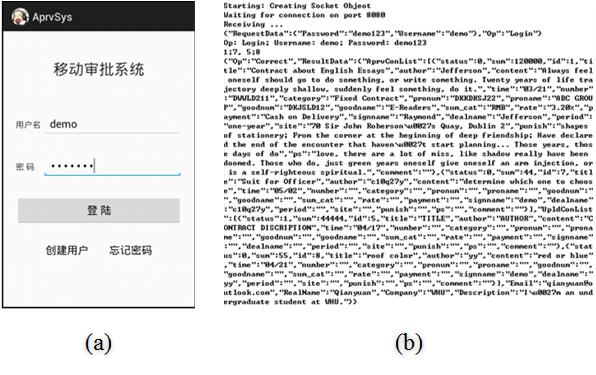 AprvSys
移动审批系统
用户名 demo
密 码 •••••••
登 陆
创建用户 忘记密码
(a)
Starting: Creating Socket Object
Waiting for connection on port 8080
Receiving ...
{"RequestData":{"Password":"demo123","Username":"demo"},"Op":"Login"}
Op: Login; Username: demo; Password: demo123
1;7, 5;8
{"Op":"Correct","ResultData":{"AprvConList":[{"status":0,"sum":120000,"id":1,"ti
tle":"Contract about English Essays","author":"Jefferson","content":"Always feel
 oneself should go to do something, or write something. Twenty years of life tra
jectory deeply shallow, suddenly feel something, do it.","time":"03/21","number"
:"DWWLD211","category":"Fixed Contract","pronum":"DKKDKSJ22","proname":"ABC GROU
P","goodnum":"DKJSLD12","goodname":"E-Readers","sum_cat":"RMB","rate":"3.20%","p
ayment":"Cash on Delivery","signname":"Raymond","dealname":"Jefferson","period":
"one-year","site":"70 Sir John Roberson\u0027s Quay, Dublin 2","punish":"shapes
of stationery; From the corner at the beginning of deep friendship; Have declare
d the end of the encounter that haven\u0027t start planning... Those years, thos
e days of do","ps":"love, there are a lot of miss, like shadow really have been
doomed. Those who do, just green years oneself give oneself an arm injection, or
 is a self-righteous spiritual.","comment":""},{"status":0,"sum":44,"id":7,"titl
e":"Suit for Officer","author":"c10q27y","content":"determine which one to choos
e","time":"05/02","number":"","category":"","pronum":"","proname":"","goodnum":"
","goodname":"","sum_cat":"","rate":"","payment":"","signname":"demo","dealname"
:"c10q27y","period":"","site":"","punish":"","ps":"","comment":""}],"UpldConList
":[{"status":1,"sum":44444,"id":5,"title":"TITLE","author":"AUTHOR","content":"C
ONTRACT DISCRIPTION","time":"04/17","number":"","category":"","pronum":"","prona
me":"","goodnum":"","goodname":"","sum_cat":"","rate":"","payment":"","signname"
:"","dealname":"","period":"","site":"","punish":"","ps":"","comment":""},{"stat
us":0,"sum":55,"id":8,"title":"roof color","author":"yy","content":"red or blue"
,"time":"04/21","number":"","category":"","pronum":"","proname":"","goodnum":"",
"goodname":"","sum_cat":"","rate":"","payment":"","signname":"demo","dealname":"
yy","period":"","site":"","punish":"","ps":"","comment":""}],"Email":"qianyuan@o
utlook.com","RealName":"Qianyuan","Company":"WHU","Description":"I\u0027m an und
ergraduate student at WHU."}}
(b)